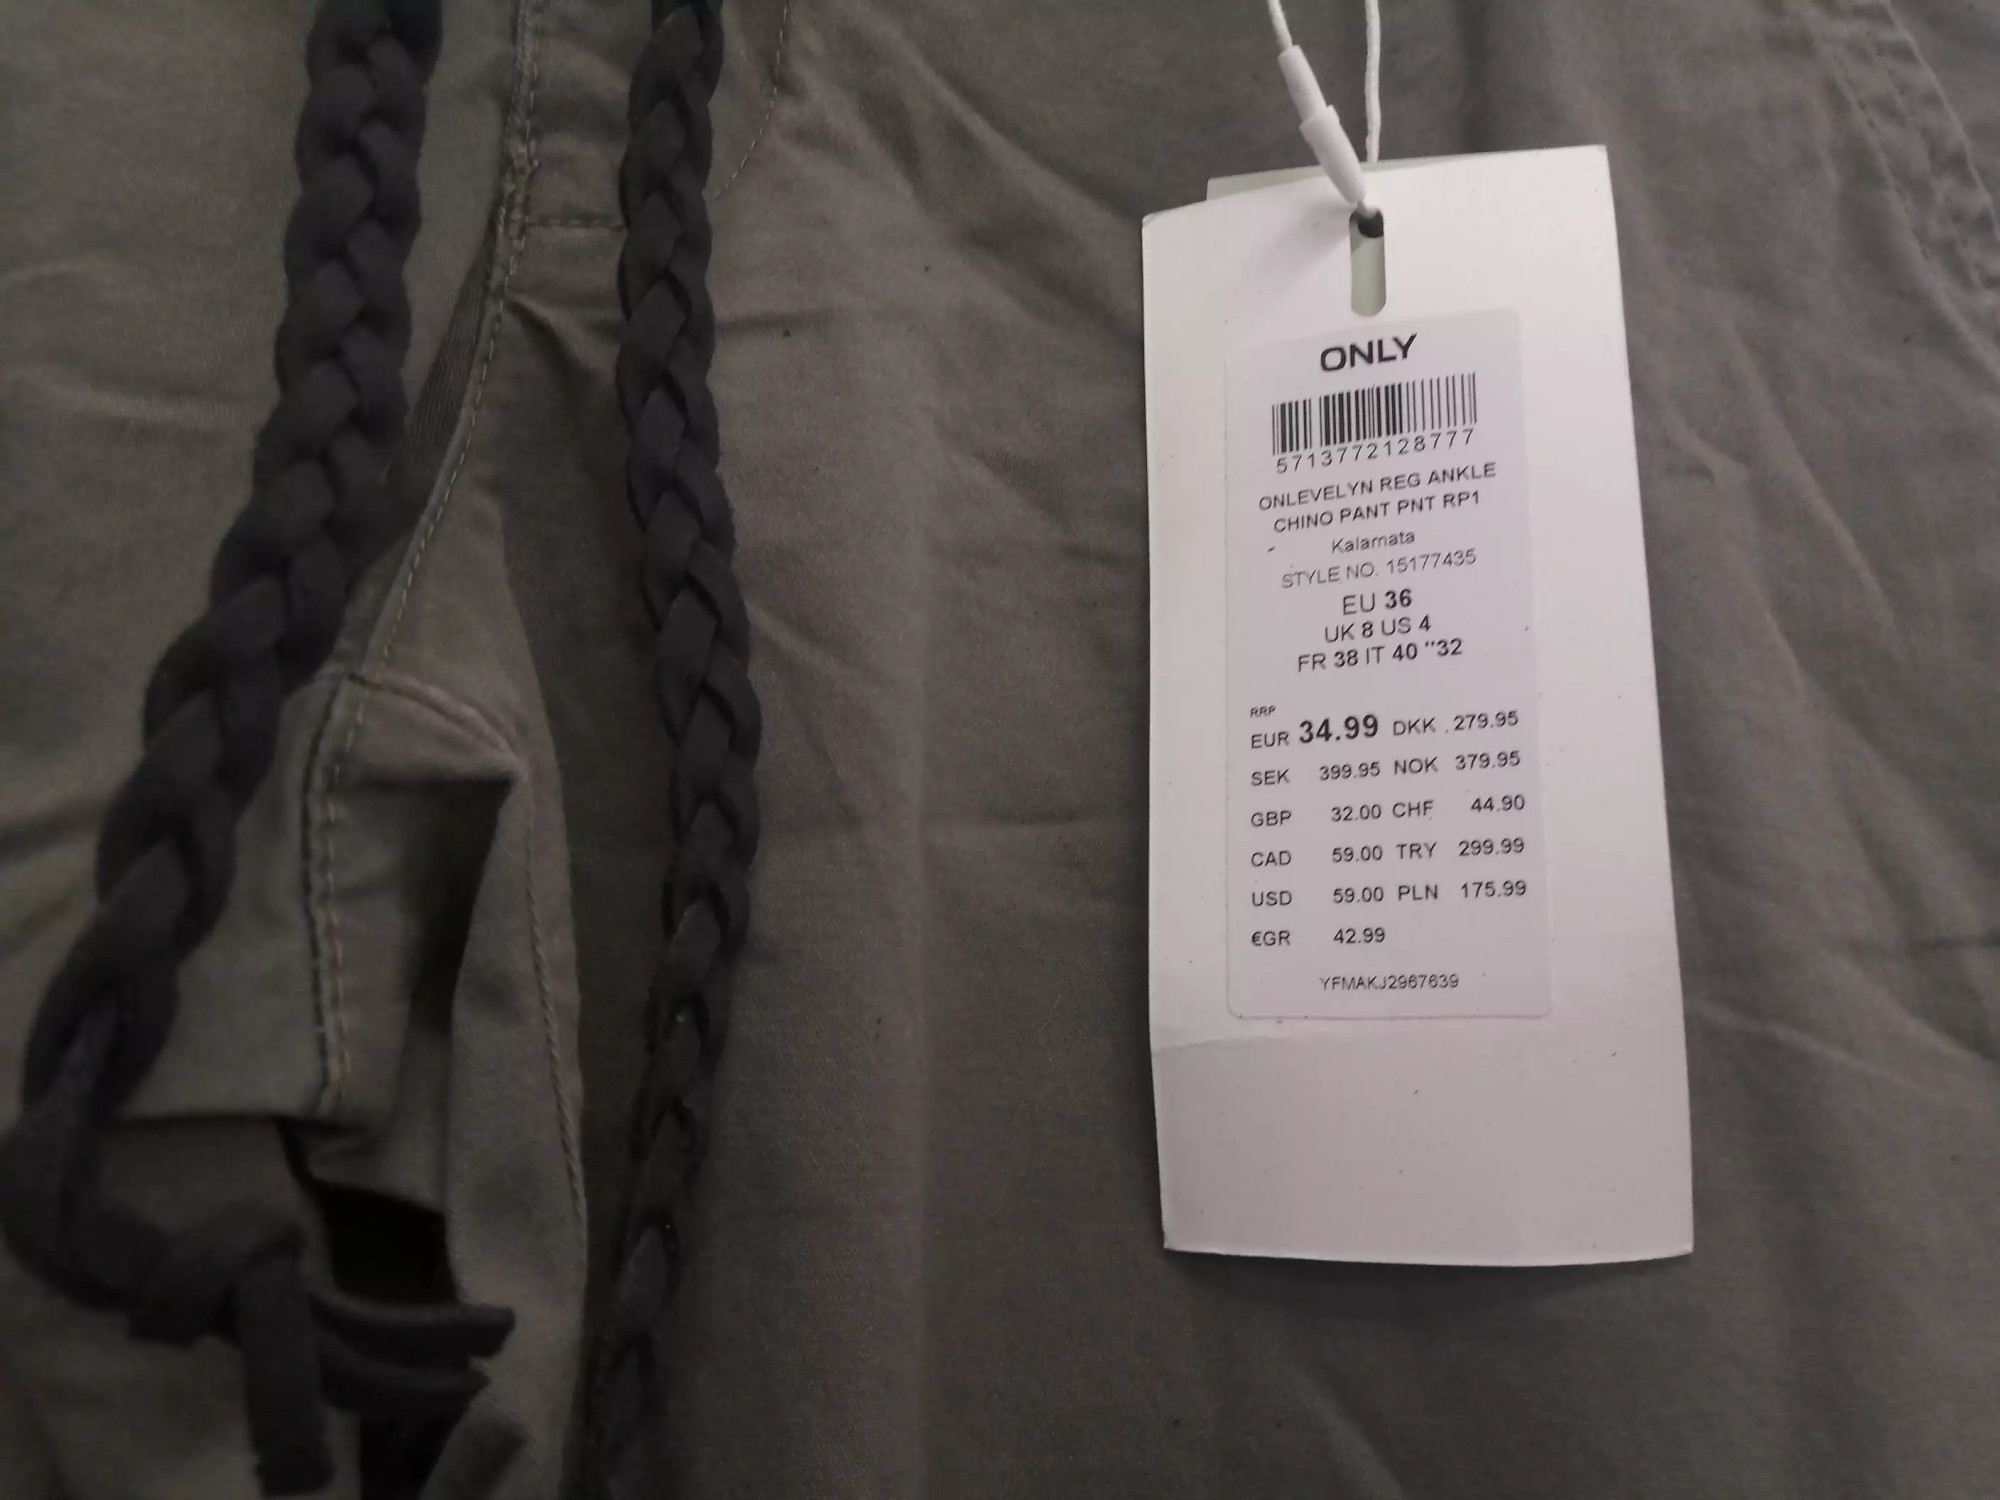 ONLY
5713772128777
ONLEVELYN REG ANKLE
CHINO PANT PNT RP1
Kalamata
STYLE NO. 15177435
EU 36
UK 8 US 4
FR 38 IT 40 "32
RRP
EUR 34.99 DKK 279.95
SEK 399.95 NOK 379.95
GBP 32.00 CHF 44.90
CAD 59.00 TRY 299.99
USD 59.00 PLN 175.99
€GR 42.99
YFMAKJ2967639